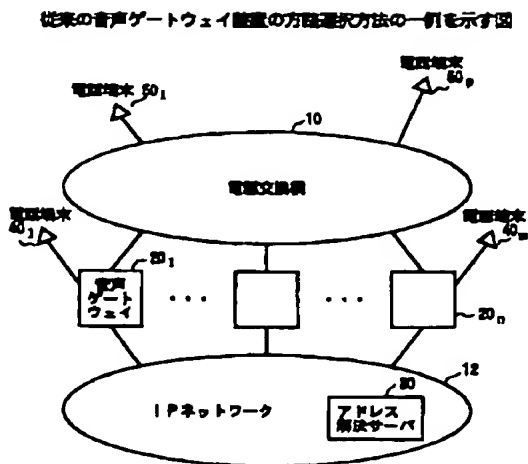 従来の音声ゲートウェイ装置の方路選択方法の一例を示す図
電話端末 50₁
電話端末
50ₚ
10
電話交換網
電話端末
40₁
電話端末
40ₘ
20₁
音声
ゲート
ウェイ
...
...
20ₙ
12
IPネットワーク
30
アドレス
解決サーバ